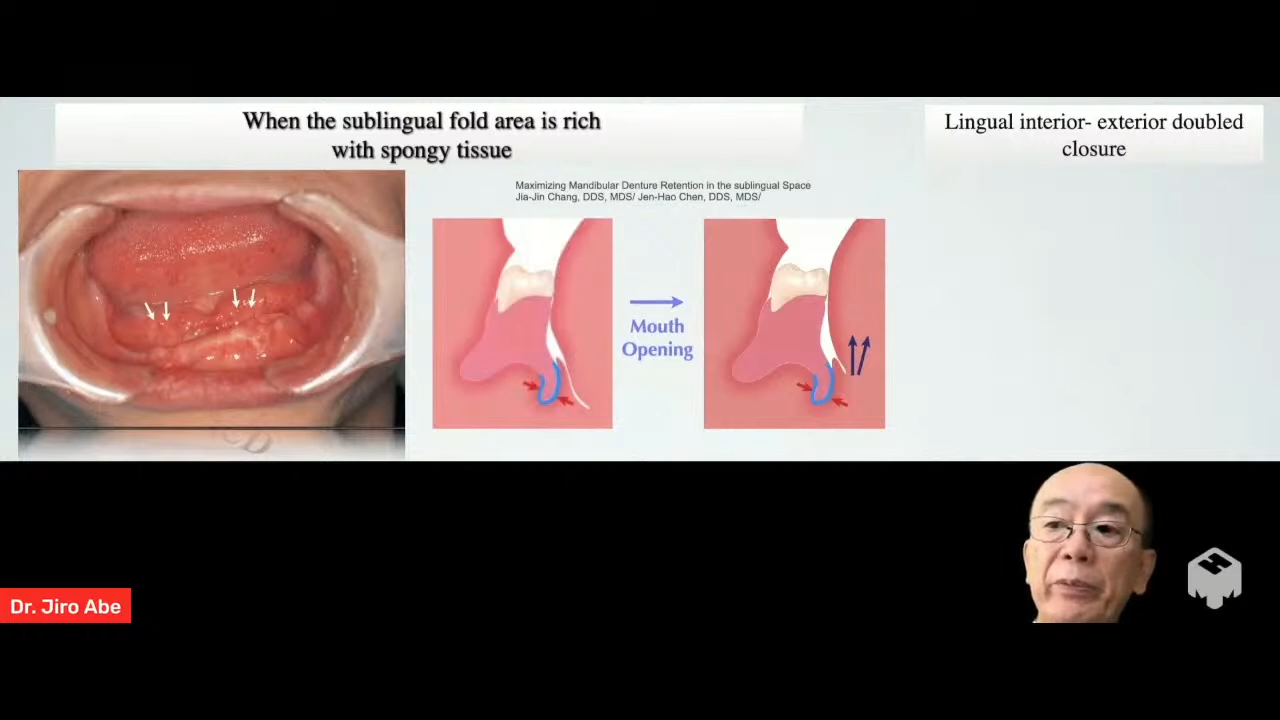 When the sublingual fold area is rich
with spongy tissue
Lingual interior- exterior doubled
closure
Maximizing Mandibular Denture Retention in the sublingual Space
Jia-Jin Chang, DDS, MDS/ Jen-Hao Chen, DDS, MDS/
Mouth
Opening
CD
Dr. Jiro Abe